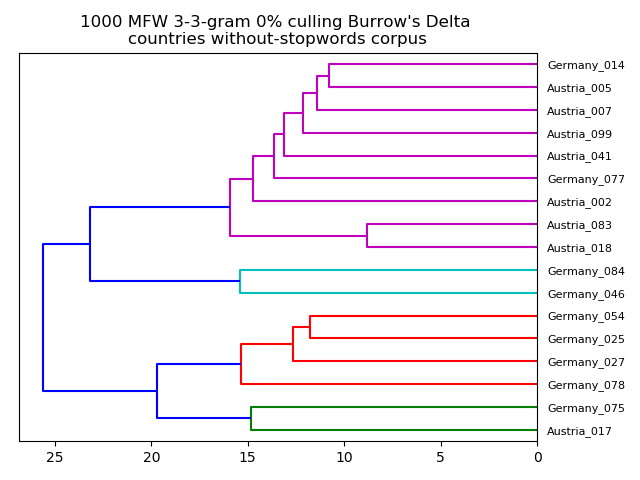 1000 MFW 3-3-gram 0% culling Burrow's Delta
countries without-stopwords corpus
Germany_014
Austria_005
Austria_007
Austria_099
Austria_041
Germany_077
Austria_002
Austria_083
Austria_018
Germany_084
Germany_046
Germany_054
Germany_025
Germany_027
Germany_078
Germany_075
Austria_017
25 20 15 10 5 0